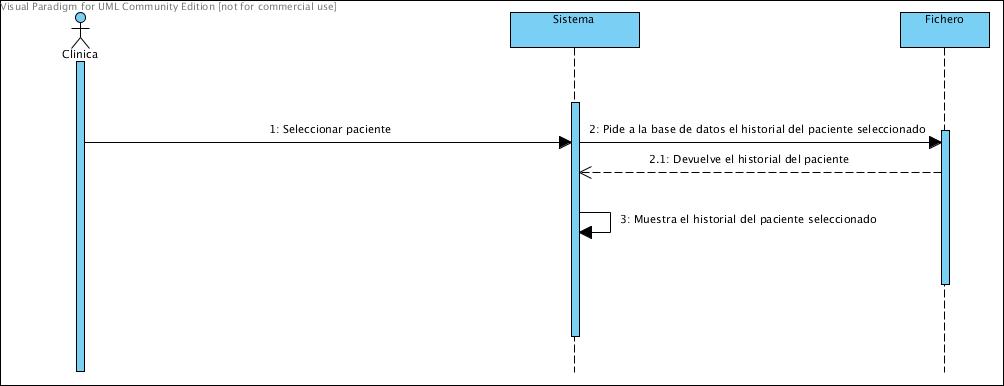 Visual Paradigm for UML Community Edition [not for commercial use]
Clínica
Sistema
Fichero
1: Seleccionar paciente
2: Pide a la base de datos el historial del paciente seleccionado
2.1: Devuelve el historial del paciente
3: Muestra el historial del paciente seleccionado